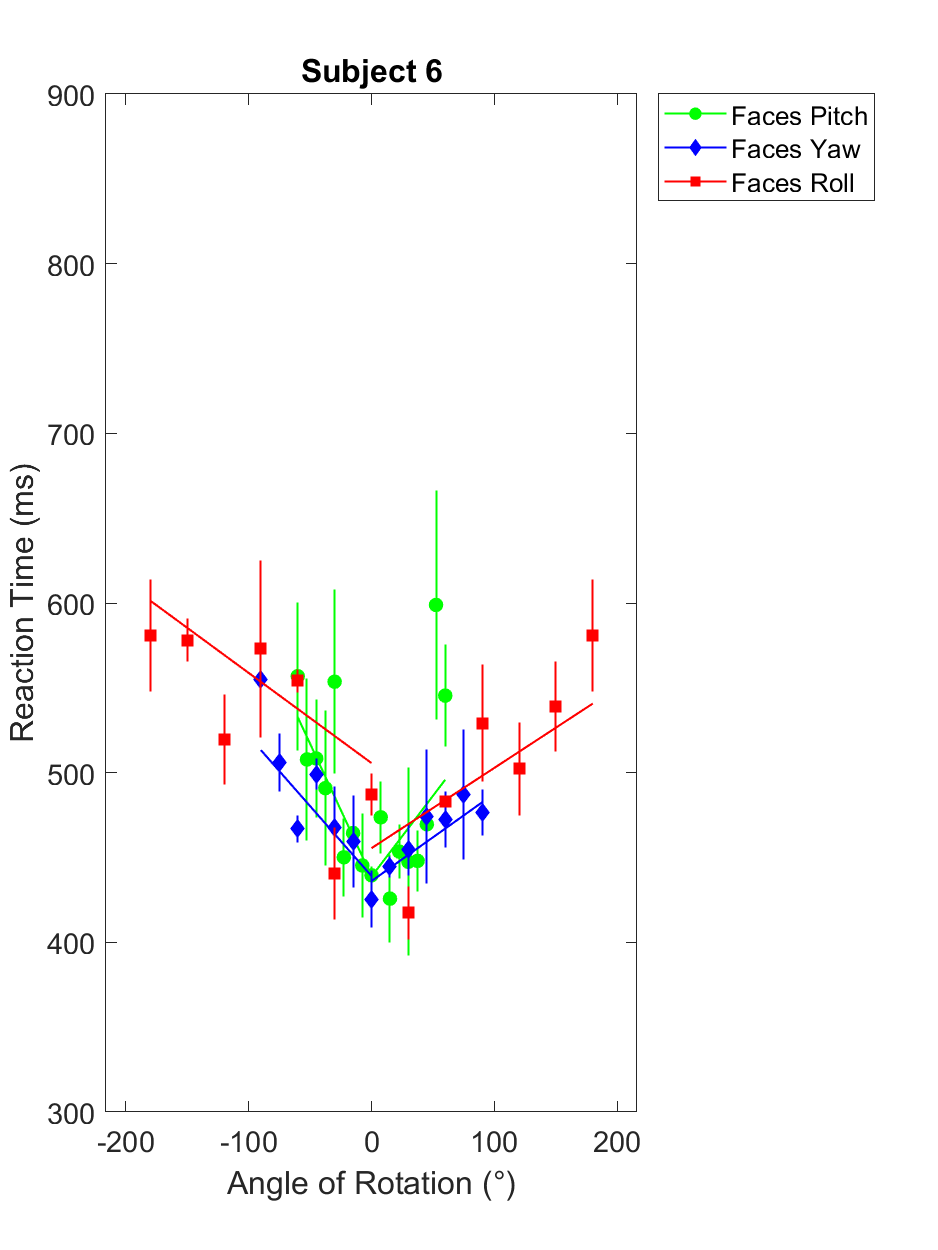 Subject 6
Faces Pitch
Faces Yaw
Faces Roll
900
800
700
600
500
400
300
Reaction Time (ms)
-200 -100 0 100 200
Angle of Rotation (°)